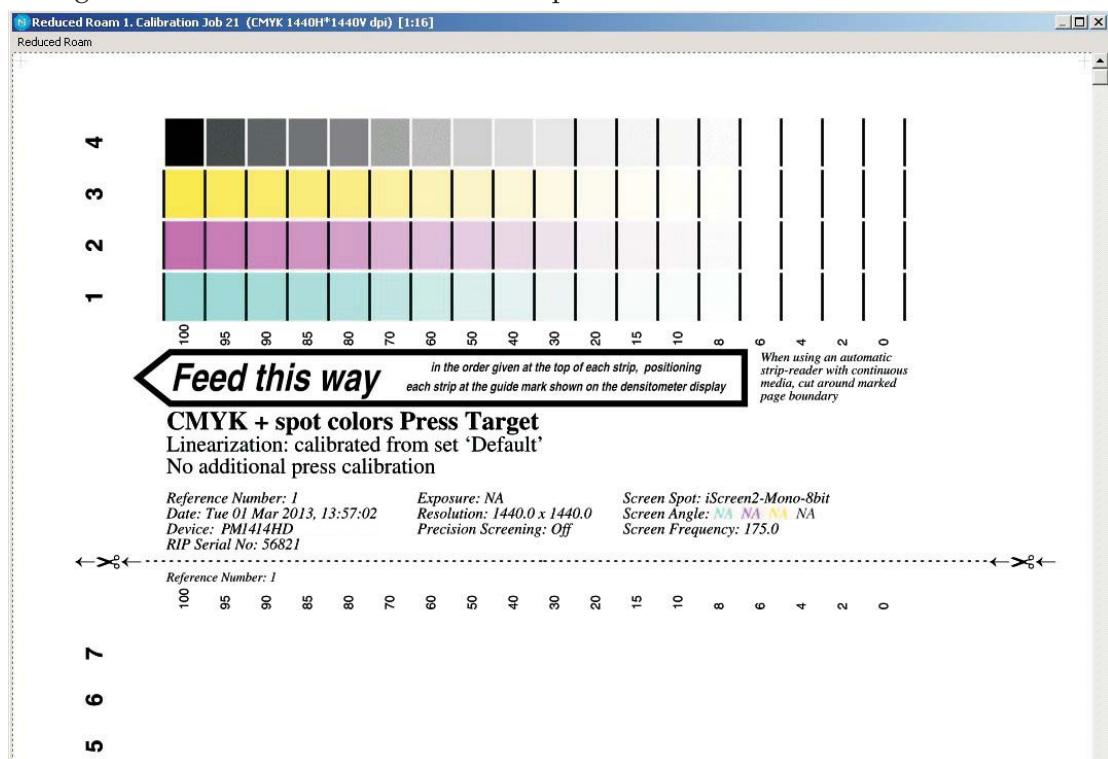 Reduced Roam 1. Calibration Job 21 (CMYK 1440H*1440V dpi) [1:16]
Reduced Roam
4
3
2
1
100 95 90 85 80 70 60 50 40 30 20 15 10 8 6 4 2 0
Feed this way
in the order given at the top of each strip, positioning
each strip at the guide mark shown on the densitometer display
When using an automatic
strip-reader with continuous
media, cut around marked
page boundary
CMYK + spot colors Press Target
Linearization: calibrated from set ‘Default’
No additional press calibration
Reference Number: 1
Date: Tue 01 Mar 2013, 13:57:02
Device: PM1414HD
RIP Serial No: 56821
Exposure: NA
Resolution: 1440.0 x 1440.0
Precision Screening: Off
Screen Spot: iScreen2-Mono-8bit
Screen Angle: NA NA NA NA
Screen Frequency: 175.0
Reference Number: 1
100 95 90 85 80 70 60 50 40 30 20 15 10 8 6 4 2 0
7
6
5